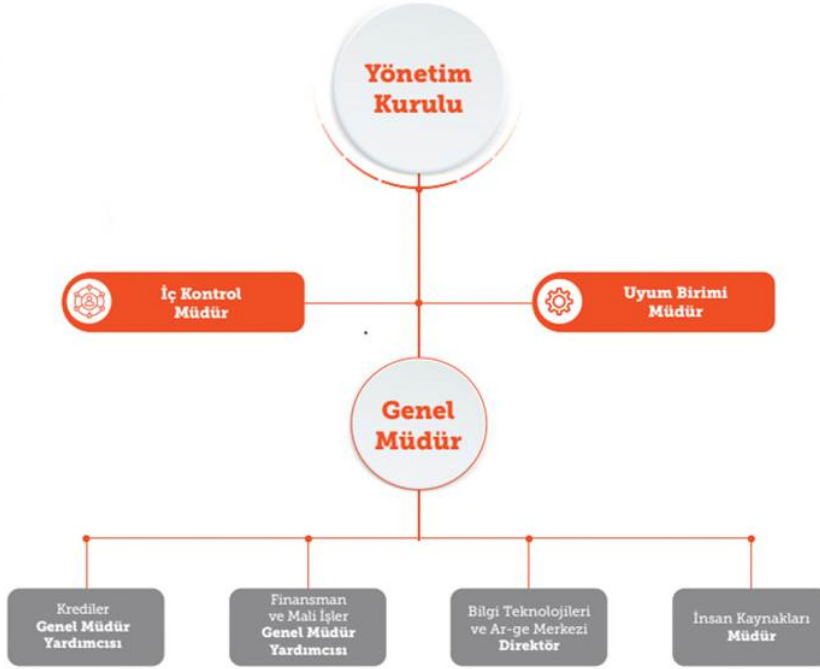 Yönetim
Kurulu
İç Kontrol
Müdür
Uyum Birimi
Müdür
Genel
Müdür
Krediler
Genel Müdür
Yardımcısı
Finansman
ve Mali İşler
Genel Müdür
Yardımcısı
Bilgi Teknolojileri
ve Ar-ge Merkezi
Direktör
İnsan Kaynakları
Müdür